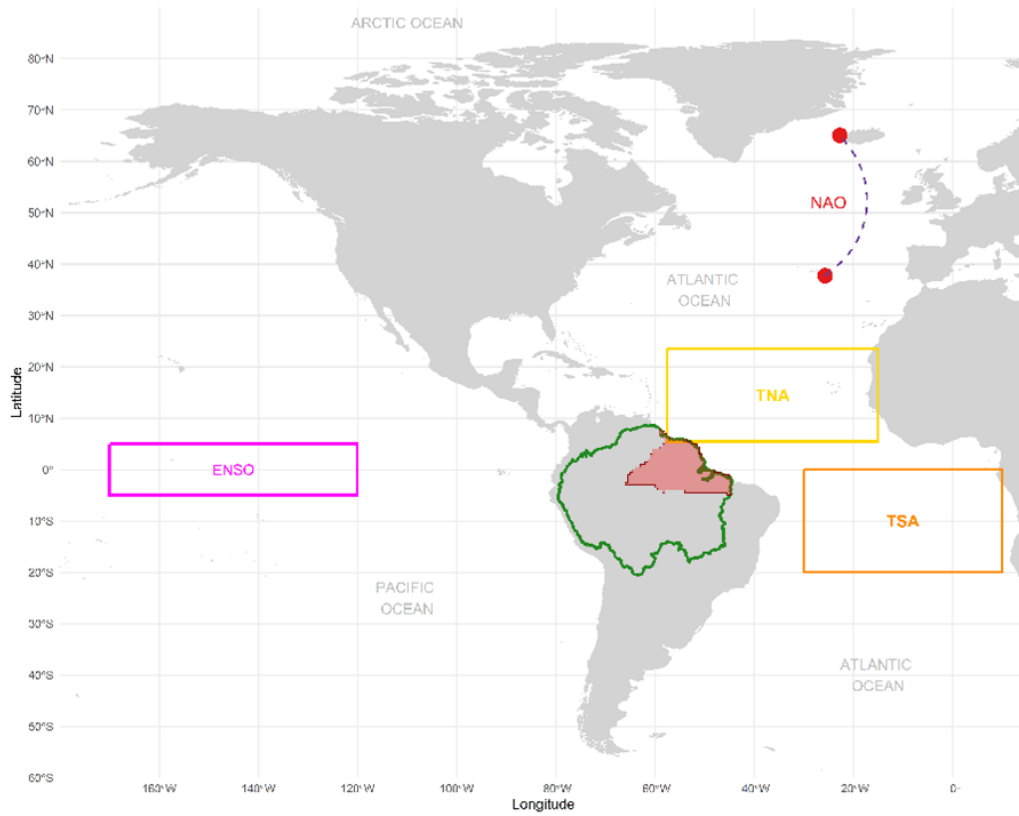 ARCTIC OCEAN
80°N
70°N
60°N
50°N
NAO
40°N
ATLANTIC
OCEAN
30°N
20°N
TNA
10°N
0°
ENSO
10°S
TSA
20°S
PACIFIC
OCEAN
30°S
ATLANTIC
OCEAN
40°S
50°S
60°S
160°W
140°W
120°W
100°W
80°W
60°W
40°W
20°W
0°
Longitude
Latitude